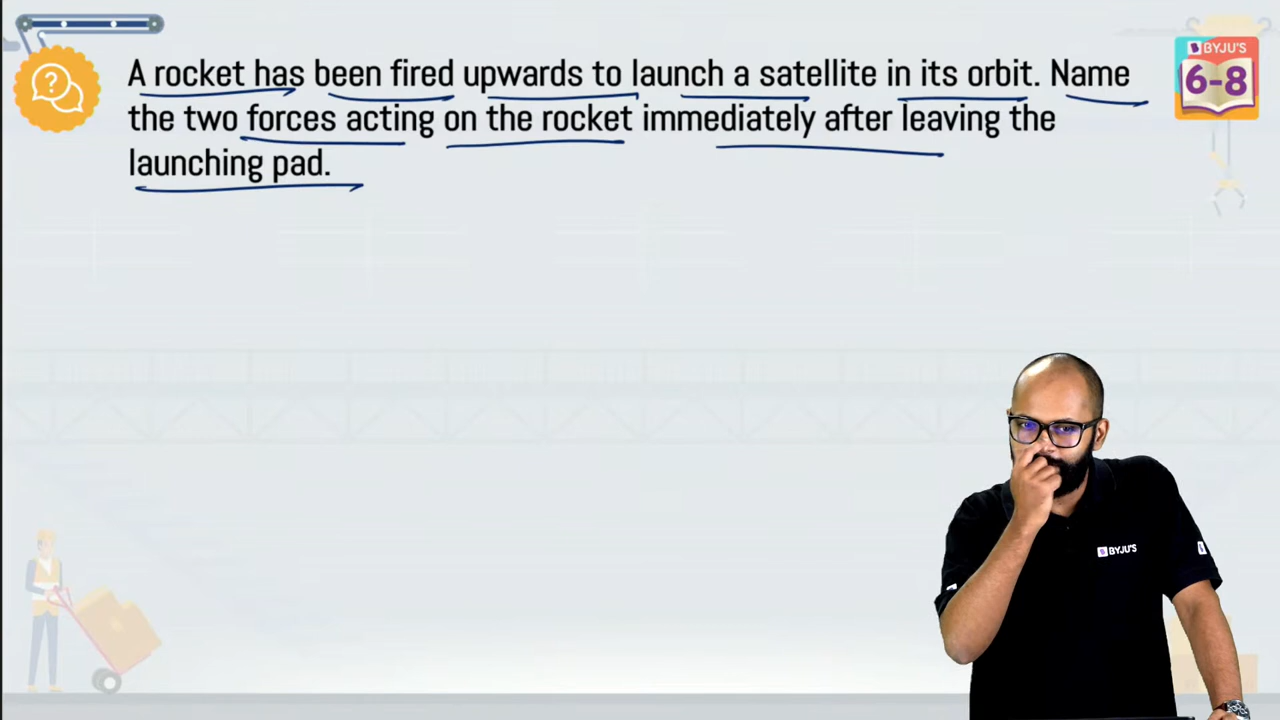 A rocket has been fired upwards to launch a satellite in its orbit. Name
the two forces acting on the rocket immediately after leaving the
launching pad.
BYJU'S
6-8
BYJU'S